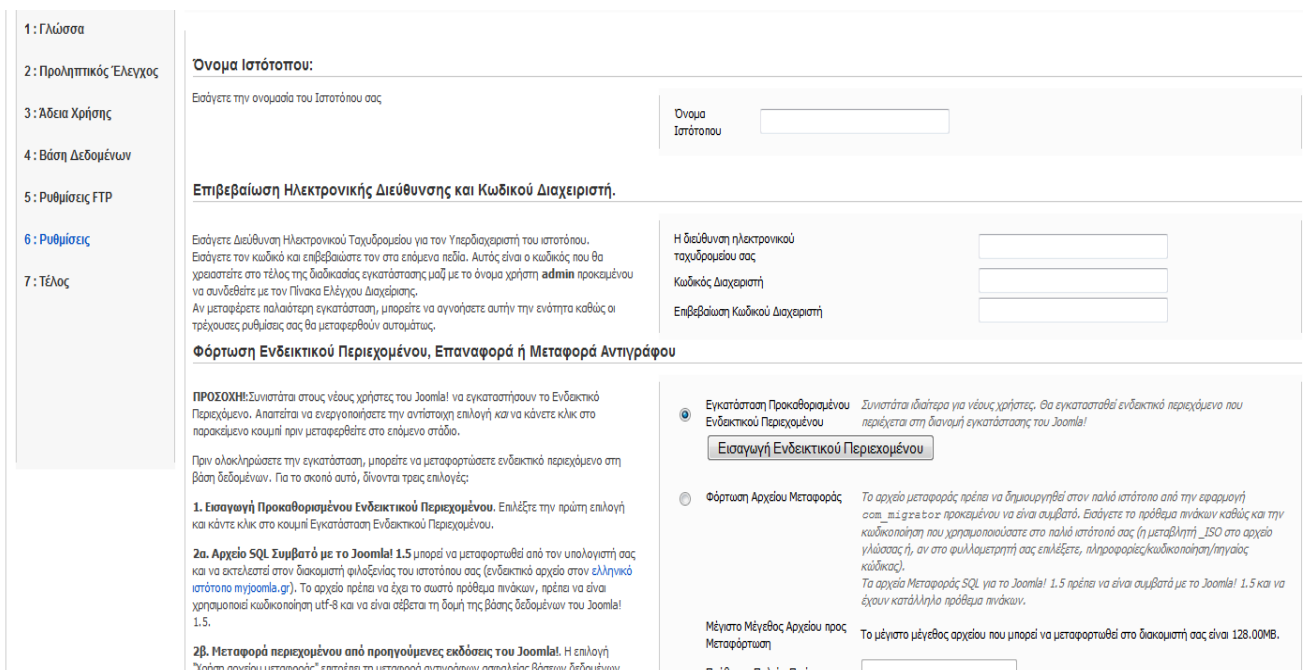 1 : Γλώσσα
2 : Προληπτικός Έλεγχος
3 : Άδεια Χρήσης
4 : Βάση Δεδομένων
5 : Ρυθμίσεις FTP
6 : Ρυθμίσεις
7 : Τέλος
Όνομα Ιστότοπου:
Εισάγετε την ονομασία του Ιστοτόπου σας
Όνομα
Ιστότοπου
Επιβεβαίωση Ηλεκτρονικής Διεύθυνσης και Κωδικού Διαχειριστή.
Εισάγετε Διεύθυνση Ηλεκτρονικού Ταχυδρομείου για τον Υπερδιαχειριστή του ιστοτόπου.
Εισάγετε τον κωδικό και επιβεβαιώστε τον στα επόμενα πεδία. Αυτός είναι ο κωδικός που θα
χρειαστείτε στο τέλος της διαδικασίας εγκατάστασης μαζί με το όνομα χρήστη admin προκειμένου
να συνδεθείτε με τον Πίνακα Ελέγχου Διαχείρισης.
Αν μεταφέρετε παλαιότερη εγκατάσταση, μπορείτε να αγνοήσετε αυτήν την ενότητα καθώς οι
τρέχουσες ρυθμίσεις σας θα μεταφερθούν αυτομάτως.
Η διεύθυνση ηλεκτρονικού
ταχυδρομείου σας
Κωδικός Διαχειριστή
Επιβεβαίωση Κωδικού Διαχειριστή
Φόρτωση Ενδεικτικού Περιεχομένου, Επαναφορά ή Μεταφορά Αντιγράφου
ΠΡΟΣΟΧΗ!:Συνιστάται στους νέους χρήστες του Joomla! να εγκαταστήσουν το Ενδεικτικό
Περιεχόμενο. Απαιτείται να ενεργοποιήσετε την αντίστοιχη επιλογή και να κάνετε κλικ στο
παρακείμενο κουμπί πριν μεταφερθείτε στο επόμενο στάδιο.
Πριν ολοκληρώσετε την εγκατάσταση, μπορείτε να μεταφορτώσετε ενδεικτικό περιεχόμενο στη
βάση δεδομένων. Για το σκοπό αυτό, δίνονται τρεις επιλογές:
1. Εισαγωγή Προκαθορισμένου Ενδεικτικού Περιεχομένου. Επιλέξτε την πρώτη επιλογή
και κάντε κλικ στο κουμπί Εγκατάσταση Ενδεικτικού Περιεχομένου.
2α. Αρχείο SQL Συμβατό με το Joomla! 1.5 μπορεί να μεταφορτωθεί από τον υπολογιστή σας
και να εκτελεστεί στον διακομιστή φιλοξενίας του ιστοτόπου σας (ενδεικτικό αρχείο στον ελληνικό
ιστότοπο myjoomla.gr). Το αρχείο πρέπει να έχει το σωστό πρόθεμα πινάκων, πρέπει να είναι
χρησιμοποιεί κωδικοποίηση utf-8 και να είναι σέβεται τη δομή της βάσης δεδομένων του Joomla!
1.5.
2β. Μεταφορά περιεχομένου από προηγούμενες εκδόσεις του Joomla!. Η επιλογή
"Χρήση αρχείου μεταφοράς" επιτρέπει τη μεταφορά αντιγράφων ασφαλείας βάσεων δεδομένων
Εγκατάσταση Προκαθορισμένου
Ενδεικτικού Περιεχομένου
Συνιστάται ιδιαίτερα για νέους χρήστες. Θα εγκατασταθεί ενδεικτικό περιεχόμενο που
περιέχεται στη διανομή εγκατάστασης του Joomla!
Εισαγωγή Ενδεικτικού Περιεχομένου
Φόρτωση Αρχείου Μεταφοράς
Το αρχείο μεταφοράς πρέπει να δημιουργηθεί στον παλιό ιστότοπο από την εφαρμογή
com_migrator προκειμένου να είναι συμβατό. Εισάγετε το πρόθεμα πινάκων καθώς και την
κωδικοποίηση που χρησιμοποιούσατε στο παλιό ιστότοπό σας (η μεταβλητή _ISO στο αρχείο
γλώσσας ή, αν στο φυλλομετρητή σας επιλέξετε, πληροφορίες/κωδικοποίηση/πηγαίος
κώδικας).
Τα αρχεία Μεταφοράς SQL για το Joomla! 1.5 πρέπει να είναι συμβατά με το Joomla! 1.5 και να
έχουν κατάλληλο πρόθεμα πινάκων.
Μέγιστο Μέγεθος Αρχείου προς
Μεταφόρτωση
Το μέγιστο μέγεθος αρχείου που μπορεί να μεταφορτωθεί στο διακομιστή σας είναι 128.00MB.